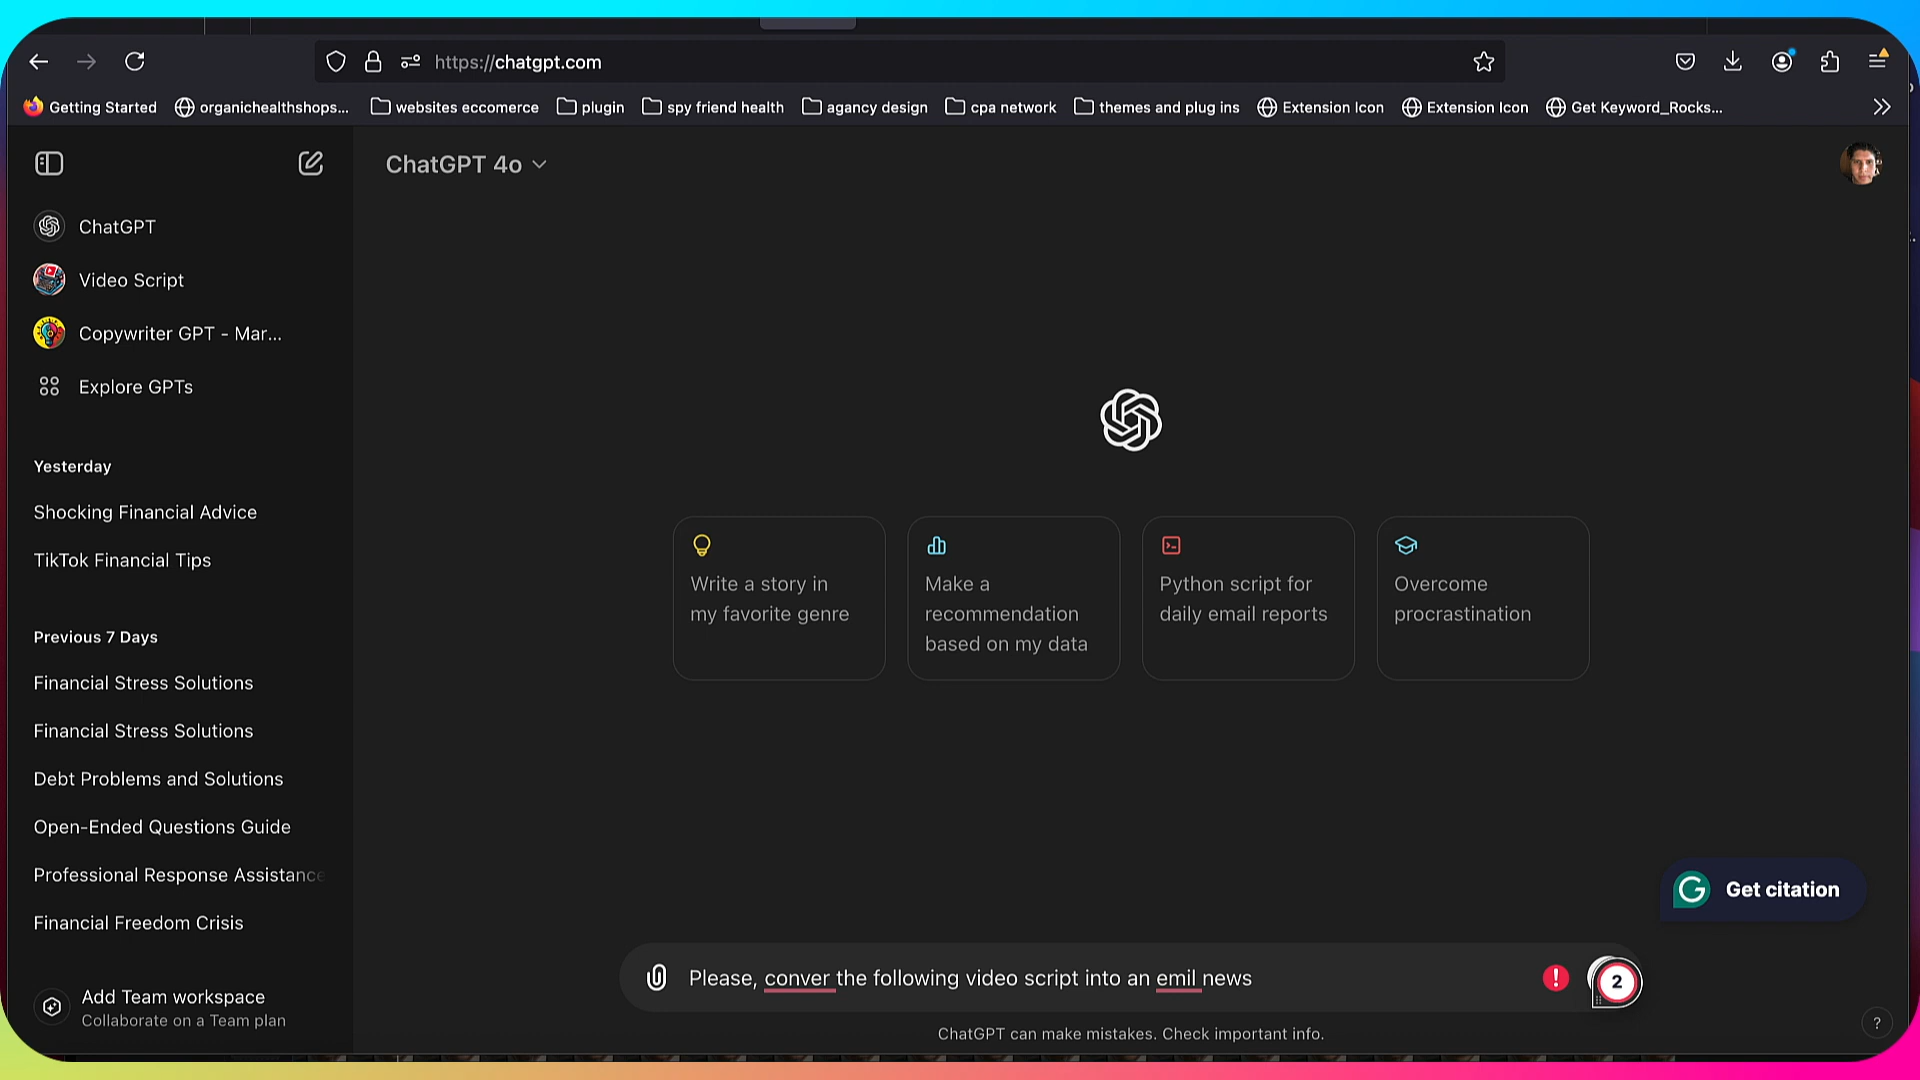 https://chatgpt.com
Getting Started
organichealthshops...
websites eccomerce
plugin
spy friend health
agancy design
cpa network
themes and plug ins
Extension Icon
Extension Icon
Get Keyword_Rocks...
ChatGPT 4o
ChatGPT
Video Script
Copywriter GPT - Mar...
Explore GPTs
Yesterday
Shocking Financial Advice
TikTok Financial Tips
Previous 7 Days
Financial Stress Solutions
Financial Stress Solutions
Debt Problems and Solutions
Open-Ended Questions Guide
Professional Response Assistance
Financial Freedom Crisis
Add Team workspace
Collaborate on a Team plan
Write a story in
my favorite genre
Make a
recommendation
based on my data
Python script for
daily email reports
Overcome
procrastination
Get citation
Please, conver the following video script into an emil news
2
ChatGPT can make mistakes. Check important info.
?